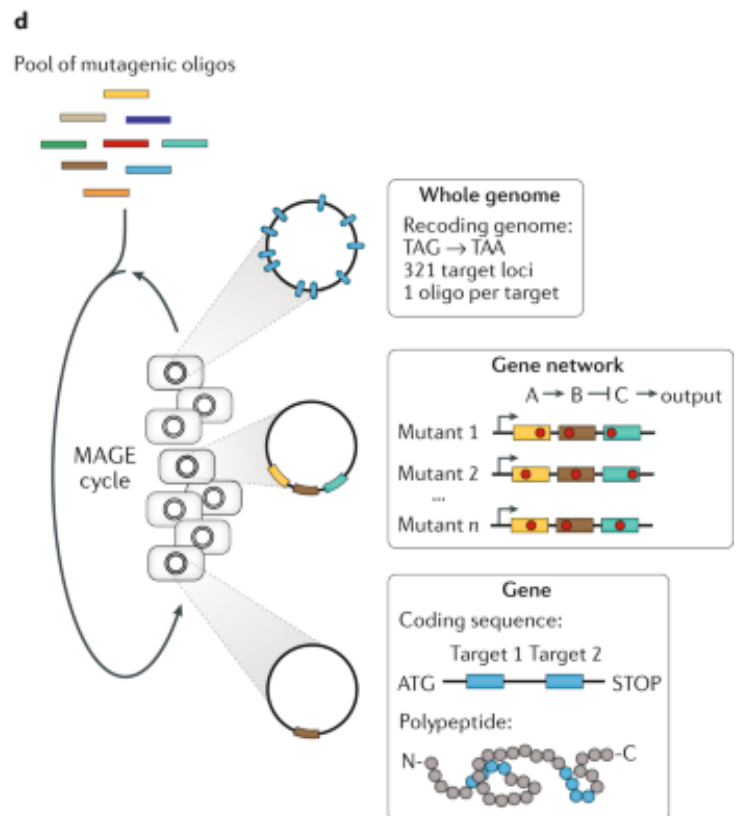 d
Pool of mutagenic oligos
MAGE
cycle
Whole genome
Recoding genome:
TAG → TAA
321 target loci
1 oligo per target
Gene network
A → B ⊣ C → output
Mutant 1
Mutant 2
...
Mutant n
Gene
Coding sequence:
Target 1 Target 2
ATG STOP
Polypeptide:
N- -C